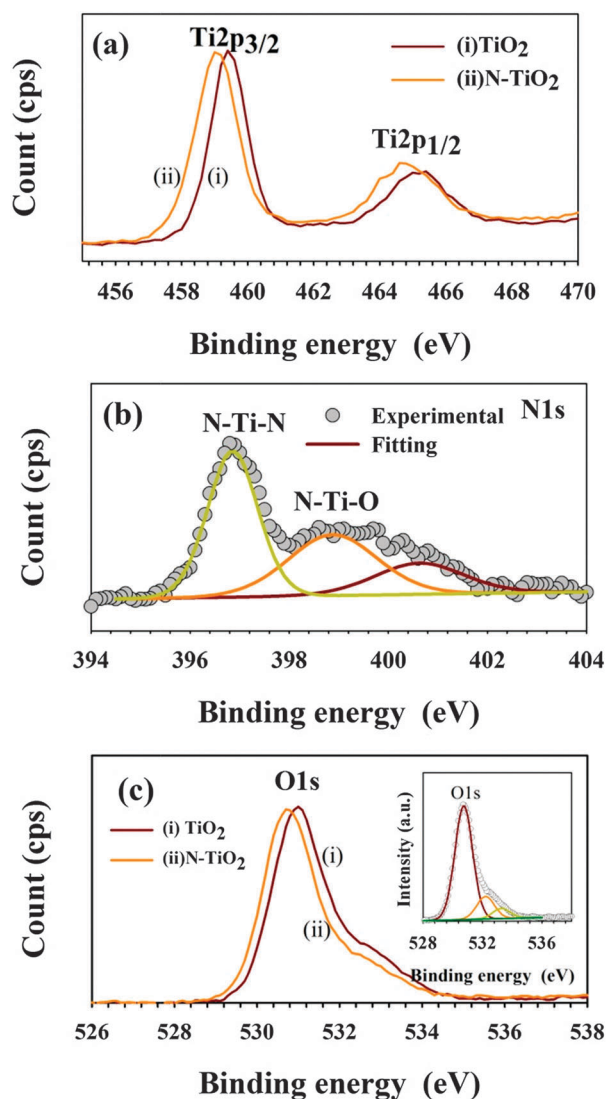 (a)
Ti2p3/2
(i)TiO2
(ii)N-TiO2
Ti2p1/2
(ii)
(i)
Count (cps)
456 458 460 462 464 466 468 470
Binding energy (eV)
(b)
N-Ti-N
Experimental
N1s
Fitting
N-Ti-O
Count (cps)
394 396 398 400 402 404
Binding energy (eV)
(c)
O1s
(i) TiO2
(ii)N-TiO2
(i)
(ii)
Count (cps)
O1s
Intensity (a.u.)
528 532 536
Binding energy (eV)
526 528 530 532 534 536 538
Binding energy (eV)